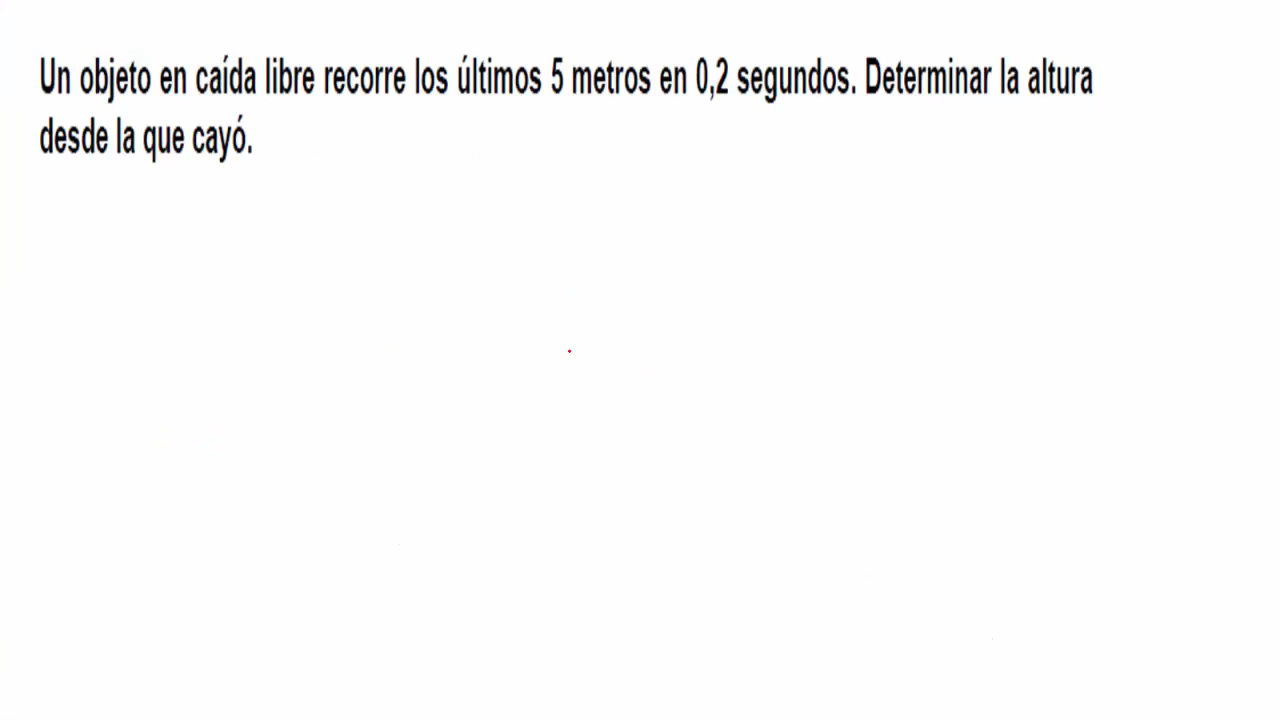 Un objeto en caída libre recorre los últimos 5 metros en 0,2 segundos. Determinar la altura
desde la que cayó.